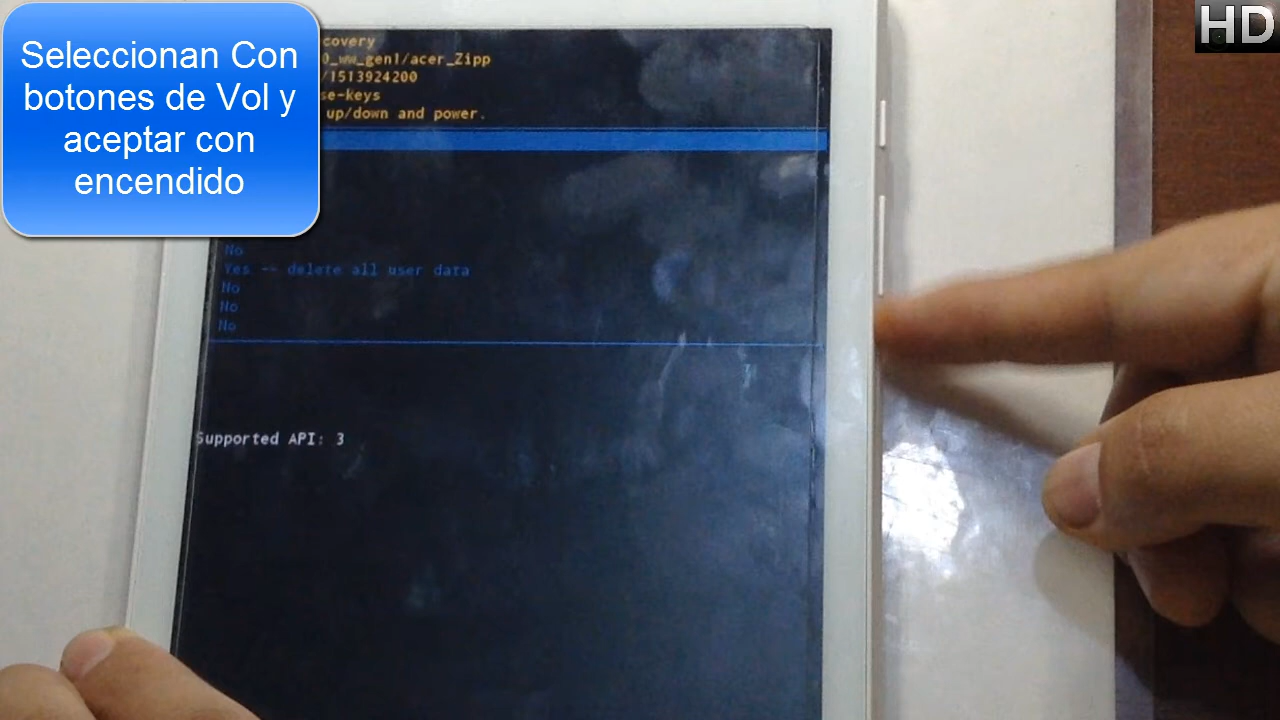 Seleccionan Con
botones de Vol y
aceptar con
encendido
HD
covery
0_ww_gen1/acer_Zipp
/1513924200
se-keys
up/down and power.
No
Yes -- delete all user data
No
No
No
Supported API: 3